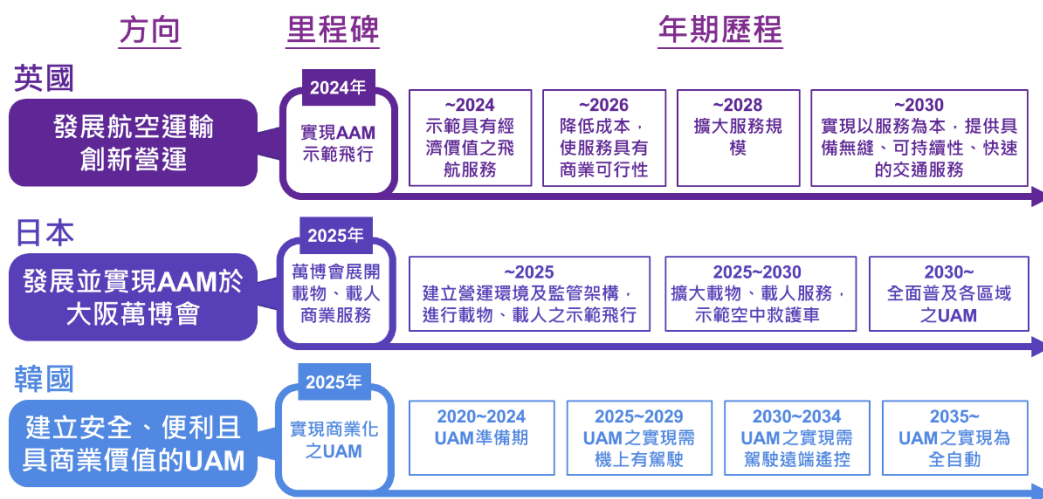 方向
里程碑
年期歷程
英國
發展航空運輸
創新營運
2024年
實現AAM
示範飛行
~2024
示範具有經
濟價值之飛
航服務
~2026
降低成本，
使服務具有
商業可行性
~2028
擴大服務規
模
~2030
實現以服務為本，提供具
備無縫、可持續性、快速
的交通服務
日本
發展並實現AAM於
大阪萬博會
2025年
萬博會展開
載物、載人
商業服務
~2025
建立營運環境及監管架構，
進行載物、載人之示範飛行
2025~2030
擴大載物、載人服務，
示範空中救護車
2030~
全面普及各區域
之UAM
韓國
建立安全、便利且
具商業價值的UAM
2025年
實現商業化
之UAM
2020~2024
UAM準備期
2025~2029
UAM之實現需
機上有駕駛
2030~2034
UAM之實現需
駕駛遠端遙控
2035~
UAM之實現為
全自動